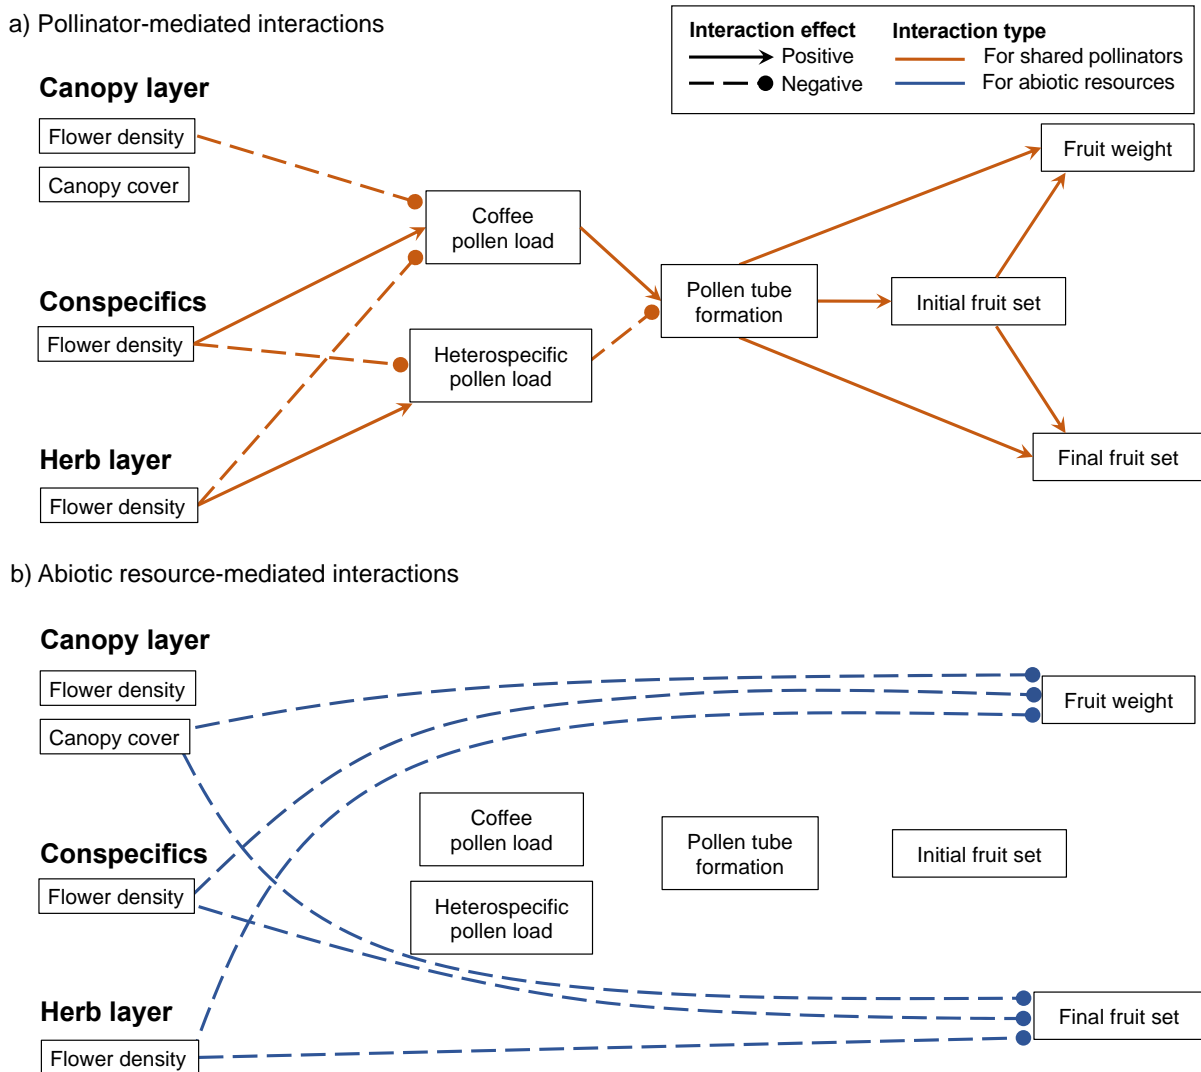 a) Pollinator-mediated interactions
Interaction effect
Positive
Negative
Interaction type
For shared pollinators
For abiotic resources
Canopy layer
Flower density
Canopy cover
Conspecifics
Flower density
Herb layer
Flower density
Coffee
pollen load
Heterospecific
pollen load
Pollen tube
formation
Initial fruit set
Fruit weight
Final fruit set
b) Abiotic resource-mediated interactions
Canopy layer
Flower density
Canopy cover
Conspecifics
Flower density
Herb layer
Flower density
Coffee
pollen load
Heterospecific
pollen load
Pollen tube
formation
Initial fruit set
Fruit weight
Final fruit set